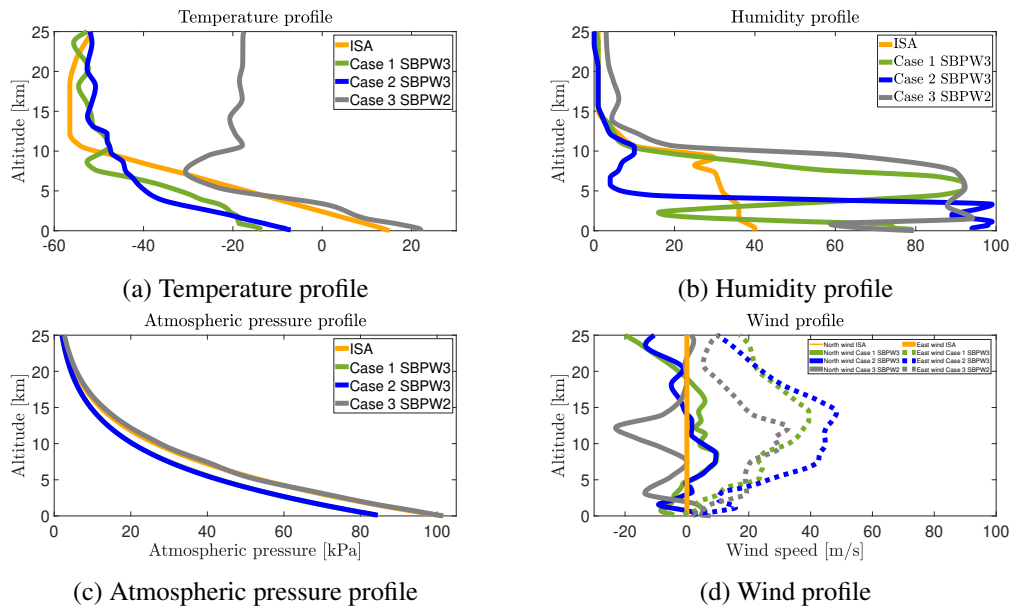 Temperature profile
Altitude [km]
25
20
15
10
5
0
-60
-40
-20
0
20
ISA
Case 1 SBPW3
Case 2 SBPW3
Case 3 SBPW2
(a) Temperature profile
Humidity profile
Altitude [km]
25
20
15
10
5
0
0
20
40
60
80
100
ISA
Case 1 SBPW3
Case 2 SBPW3
Case 3 SBPW2
(b) Humidity profile
Atmospheric pressure profile
Altitude [km]
25
20
15
10
5
0
0
20
40
60
80
100
Atmospheric pressure [kPa]
ISA
Case 1 SBPW3
Case 2 SBPW3
Case 3 SBPW2
(c) Atmospheric pressure profile
Wind profile
Altitude [km]
25
20
15
10
5
0
-20
0
20
40
60
80
100
Wind speed [m/s]
North wind ISA
North wind Case 1 SBPW3
North wind Case 2 SBPW3
North wind Case 3 SBPW2
East wind ISA
East wind Case 1 SBPW3
East wind Case 2 SBPW3
East wind Case 3 SBPW2
(d) Wind profile